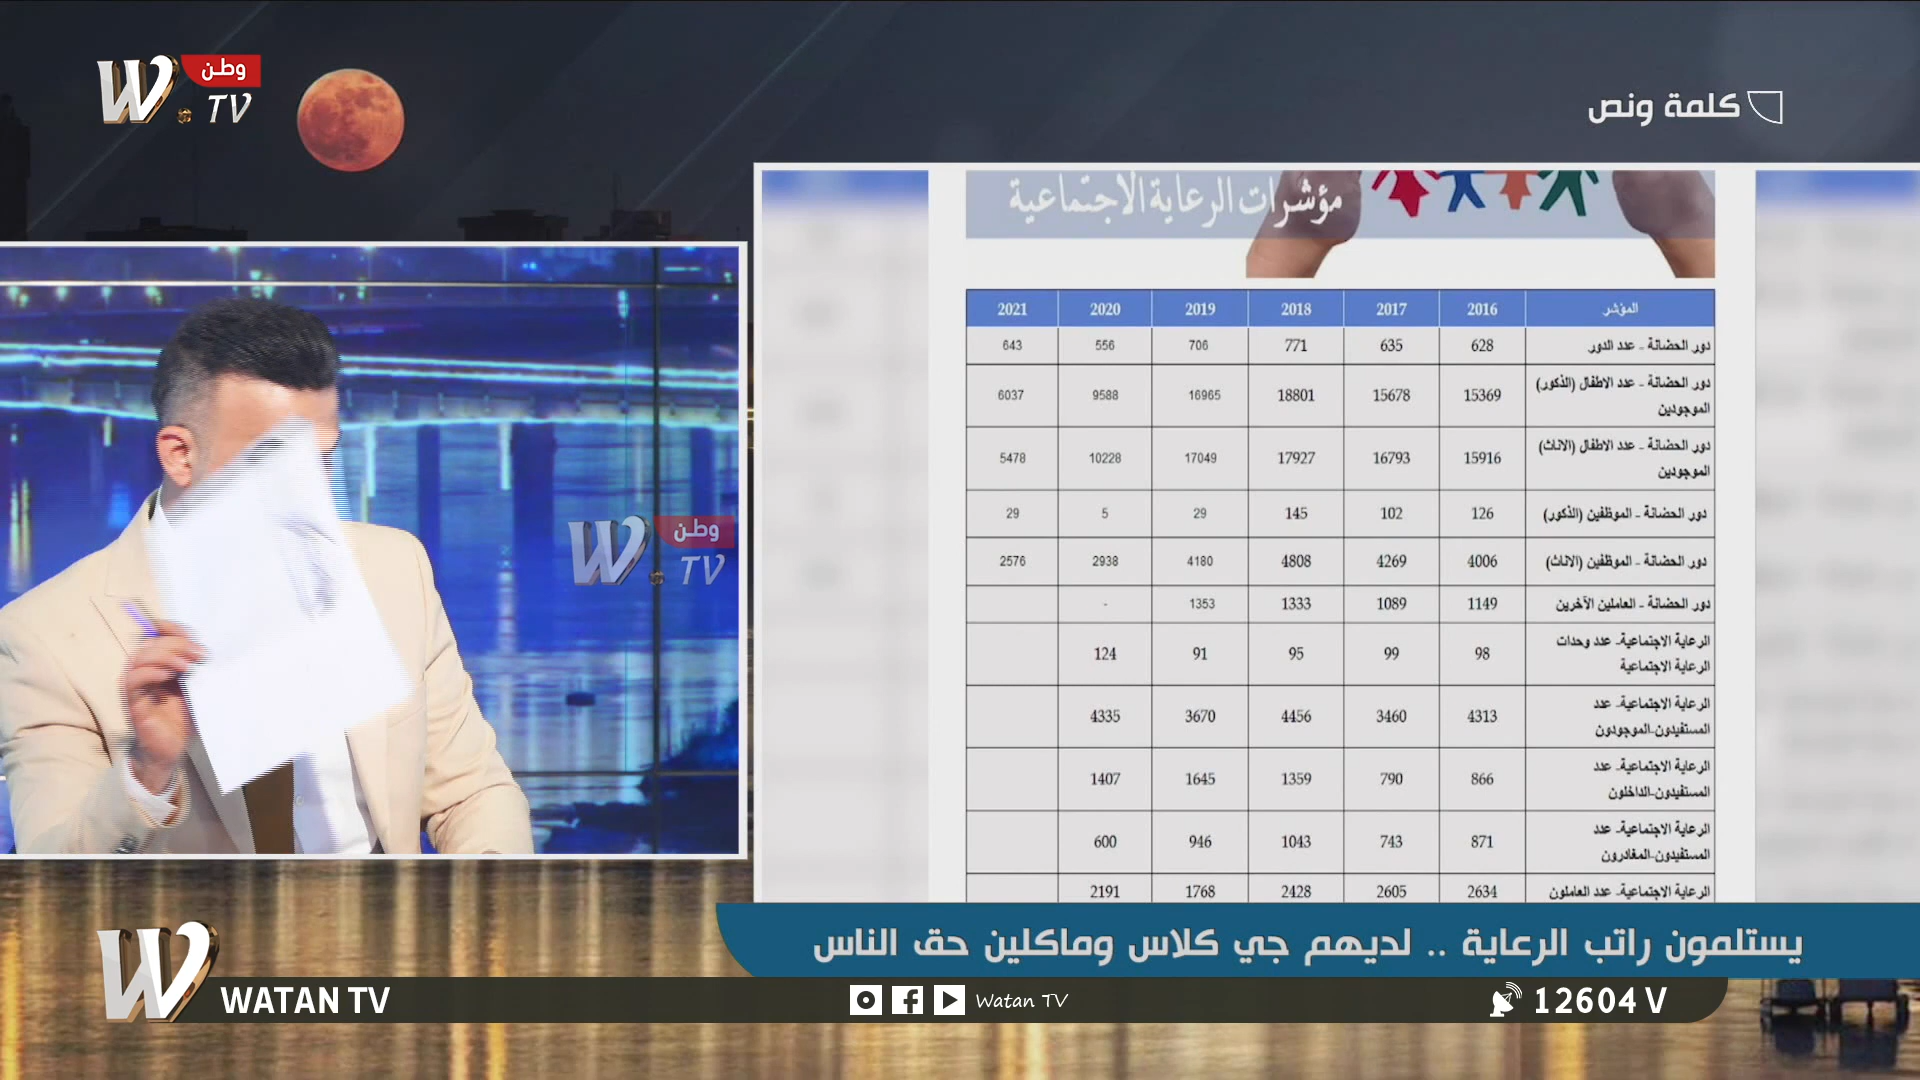 وطن
W.
TV
كلمة ونص
مؤشرات الرعاية الاجتماعية
المؤشر 2016 2017 2018 2019 2020 2021
دور الحضانة - عدد الدور 628 635 771 706 556 643
دور الحضانة - عدد الاطفال (الذكور) الموجودين 15369 15678 18801 16965 9588 6037
دور الحضانة - عدد الاطفال (الاناث) الموجودين 15916 16793 17927 17049 10228 5478
دور الحضانة - الموظفين (الذكور) 126 102 145 29 5 29
دور الحضانة - الموظفين (الاناث) 4006 4269 4808 4180 2938 2576
دور الحضانة - العاملين الآخرين 1149 1089 1333 1353 -
الرعاية الاجتماعية- عدد وحدات الرعاية الاجتماعية 98 99 95 91 124
الرعاية الاجتماعية- عدد المستفيدون-الموجودون 4313 3460 4456 3670 4335
الرعاية الاجتماعية- عدد المستفيدون-الداخلون 866 790 1359 1645 1407
الرعاية الاجتماعية- عدد المستفيدون-المغادرون 871 743 1043 946 600
الرعاية الاجتماعية- عدد العاملون 2634 2605 2428 1768 2191
وطن
W.
TV
يستلمون راتب الرعاية .. لديهم جي كلاس وماكلين حق الناس
W WATAN TV
Watan TV
12604 V